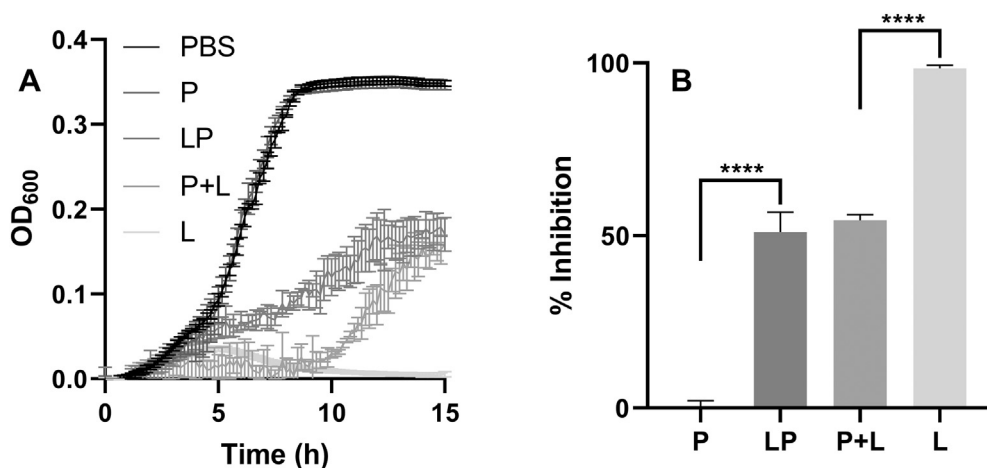 A
0.4
0.3
0.2
0.1
0.0
OD600
PBS
P
LP
P+L
L
0
5
10
15
Time (h)
B
100
50
0
% Inhibition
****
****
P
LP
P+L
L